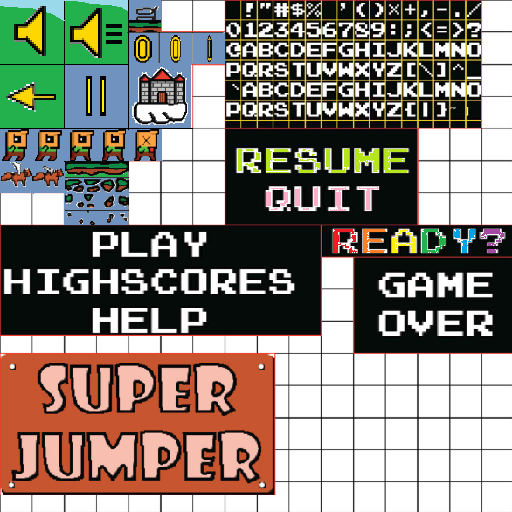 !"#$%&'()*+,-./
0123456789:;<=>?
@ABCDEFGHIJKLMNO
PQRSTUVWXYZ[\]^_
`ABCDEFGHIJKLMNO
PQRSTUVWXYZ{|}~
RESUME
QUIT
PLAY
HIGHSCORES
HELP
READY?
GAME
OVER
SUPER
JUMPER